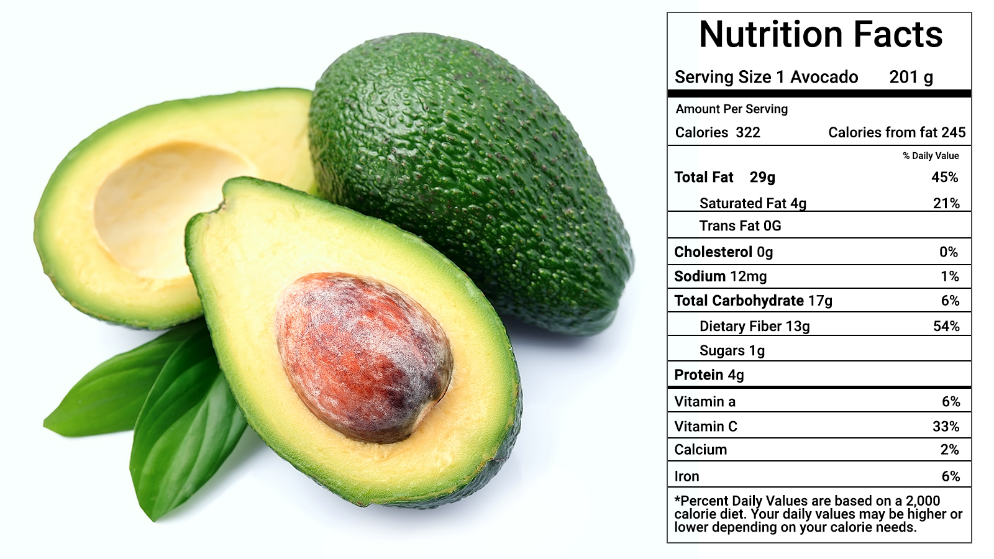 Nutrition Facts
Serving Size 1 Avocado 201 g
Amount Per Serving
Calories 322 Calories from fat 245
% Daily Value
Total Fat 29g 45%
Saturated Fat 4g 21%
Trans Fat 0G
Cholesterol 0g 0%
Sodium 12mg 1%
Total Carbohydrate 17g 6%
Dietary Fiber 13g 54%
Sugars 1g
Protein 4g
Vitamin a 6%
Vitamin C 33%
Calcium 2%
Iron 6%
*Percent Daily Values are based on a 2,000
calorie diet. Your daily values may be higher or
lower depending on your calorie needs.